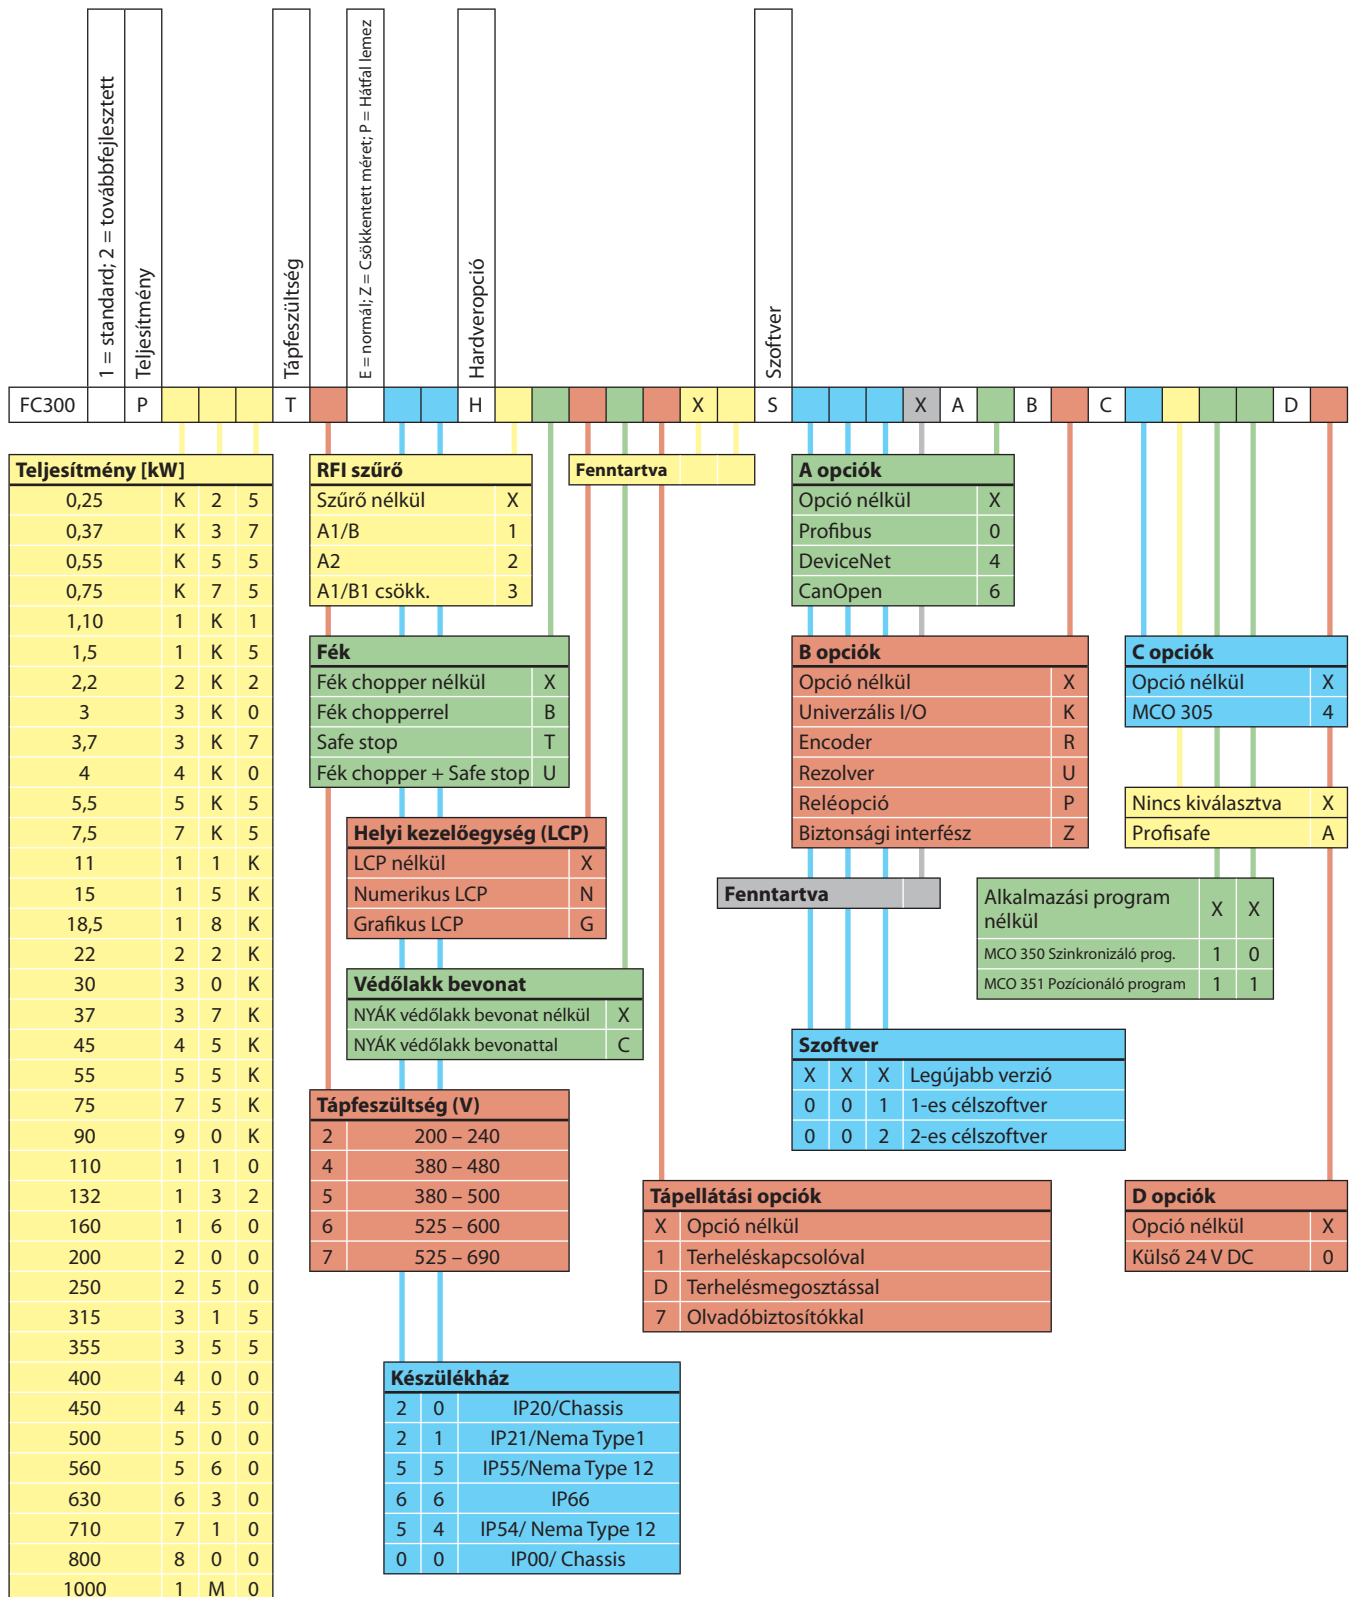 1 = standard; 2 = továbbfejlesztett
Teljesítmény
Tápfeszültség
E = normál; Z = Csökkentett méret; P = Hátfal lemez
Hardveropció
Szoftver
FC300 P T H X S X A B C D
Teljesítmény [kW]
0,25 K 2 5
0,37 K 3 7
0,55 K 5 5
0,75 K 7 5
1,10 1 K 1
1,5 1 K 5
2,2 2 K 2
3 3 K 0
3,7 3 K 7
4 4 K 0
5,5 5 K 5
7,5 7 K 5
11 1 1 K
15 1 5 K
18,5 1 8 K
22 2 2 K
30 3 0 K
37 3 7 K
45 4 5 K
55 5 5 K
75 7 5 K
90 9 0 K
110 1 1 0
132 1 3 2
160 1 6 0
200 2 0 0
250 2 5 0
315 3 1 5
355 3 5 5
400 4 0 0
450 4 5 0
500 5 0 0
560 5 6 0
630 6 3 0
710 7 1 0
800 8 0 0
1000 1 M 0
RFI szűrő
Szűrő nélkül X
A1/B 1
A2 2
A1/B1 csökk. 3
Fék
Fék chopper nélkül X
Fék chopperrel B
Safe stop T
Fék chopper + Safe stop U
Helyi kezelőegység (LCP)
LCP nélkül X
Numerikus LCP N
Grafikus LCP G
Védőlakk bevonat
NYÁK védőlakk bevonat nélkül X
NYÁK védőlakk bevonattal C
Tápfeszültség (V)
2 200 – 240
4 380 – 480
5 380 – 500
6 525 – 600
7 525 – 690
Készülékház
2 0 IP20/Chassis
2 1 IP21/Nema Type1
5 5 IP55/Nema Type 12
6 6 IP66
5 4 IP54/ Nema Type 12
0 0 IP00/ Chassis
Fenntartva
Tápellátási opciók
X Opció nélkül
1 Terheléskapcsolóval
D Terhelésmegosztással
7 Olvadóbiztosítókkal
A opciók
Opció nélkül X
Profibus 0
DeviceNet 4
CanOpen 6
B opciók
Opció nélkül X
Univerzális I/O K
Encoder R
Rezolver U
Reléopció P
Biztonsági interfész Z
Fenntartva
Szoftver
X X X Legújabb verzió
0 0 1 1-es célszoftver
0 0 2 2-es célszoftver
C opciók
Opció nélkül X
MCO 305 4
Nincs kiválasztva X
Profisafe A
Alkalmazási program
nélkül X X
MCO 350 Szinkronizáló prog. 1 0
MCO 351 Pozícionáló program 1 1
D opciók
Opció nélkül X
Külső 24 V DC 0